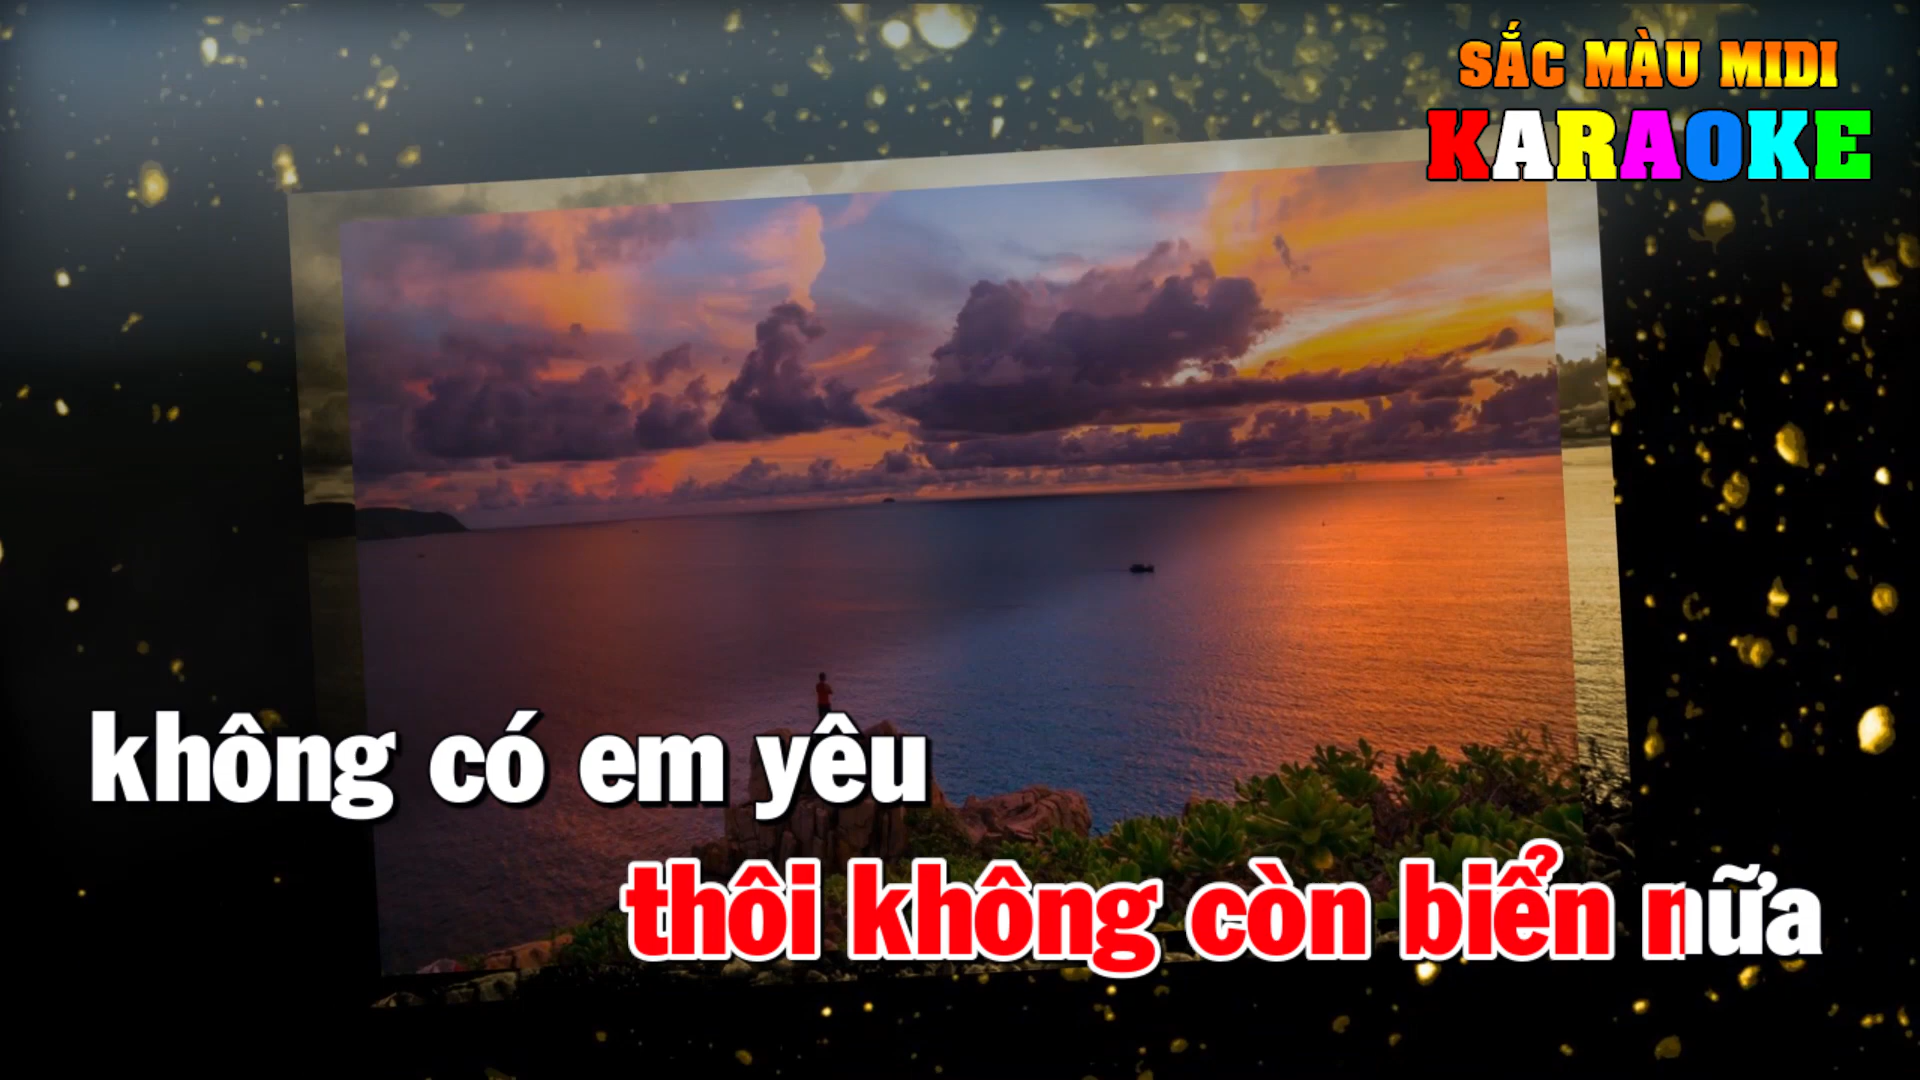 SẮC MÀU MIDI
KARAOKE
không có em yêu
thôi không còn biển nữa